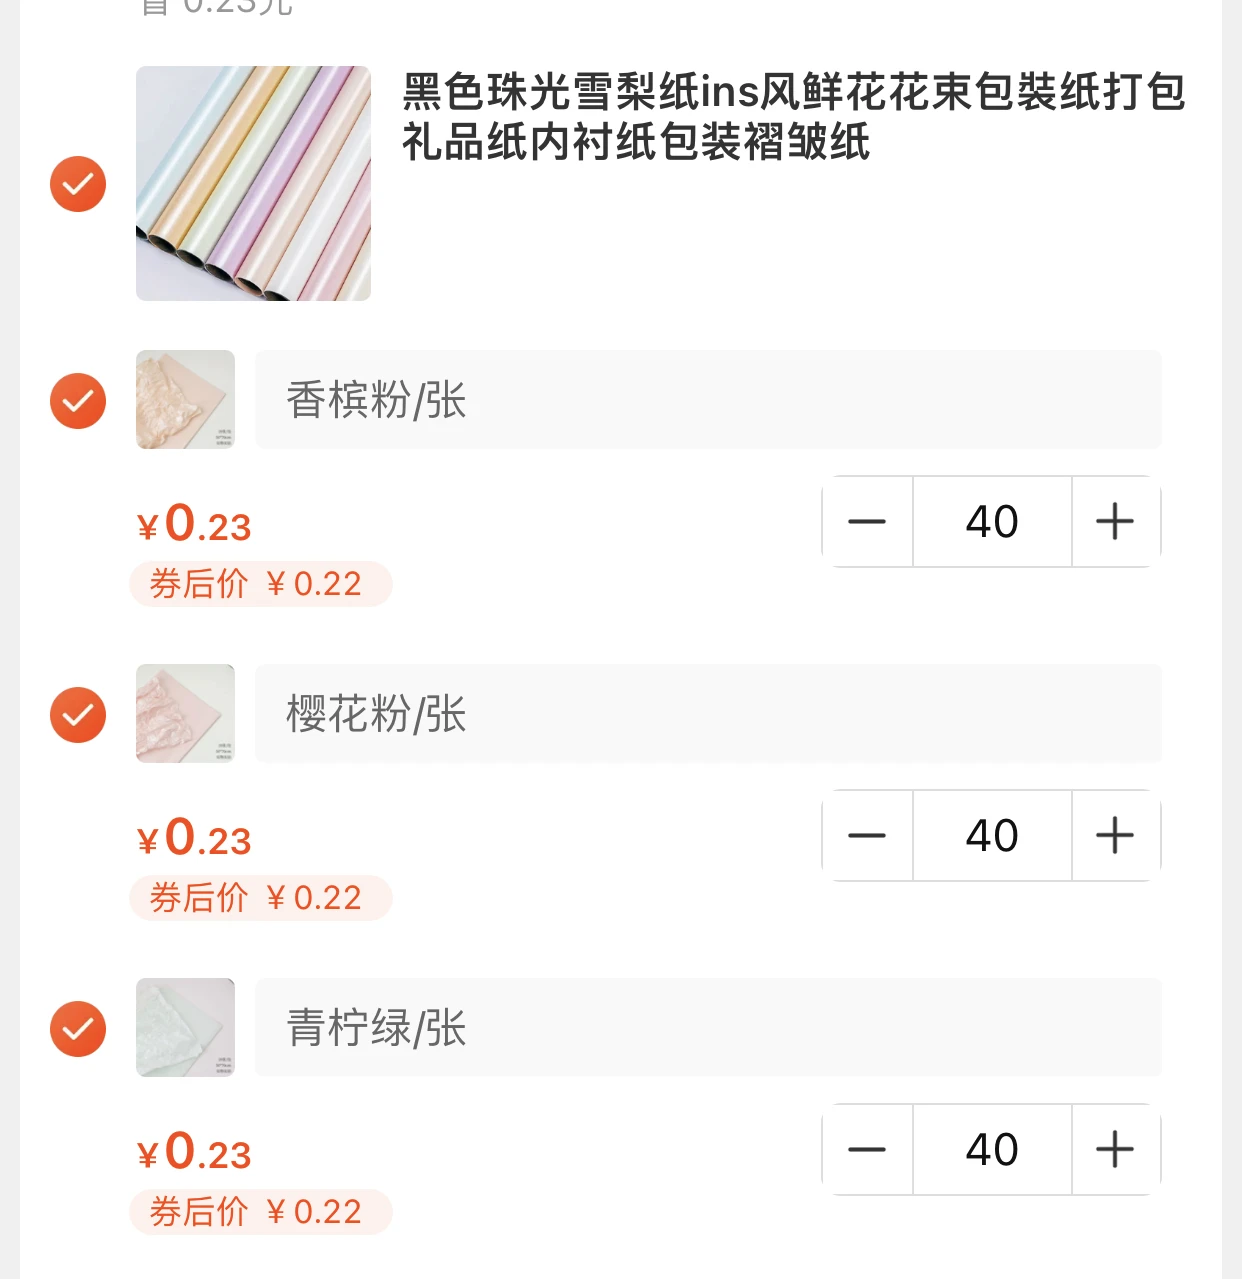 0.23元
黑色珠光雪梨纸ins风鲜花花束包装纸打包
礼品纸内衬纸包装褶皱纸
香槟粉/张
¥0.23
40
券后价 ¥0.22
樱花粉/张
¥0.23
40
券后价 ¥0.22
青柠绿/张
¥0.23
40
券后价 ¥0.22